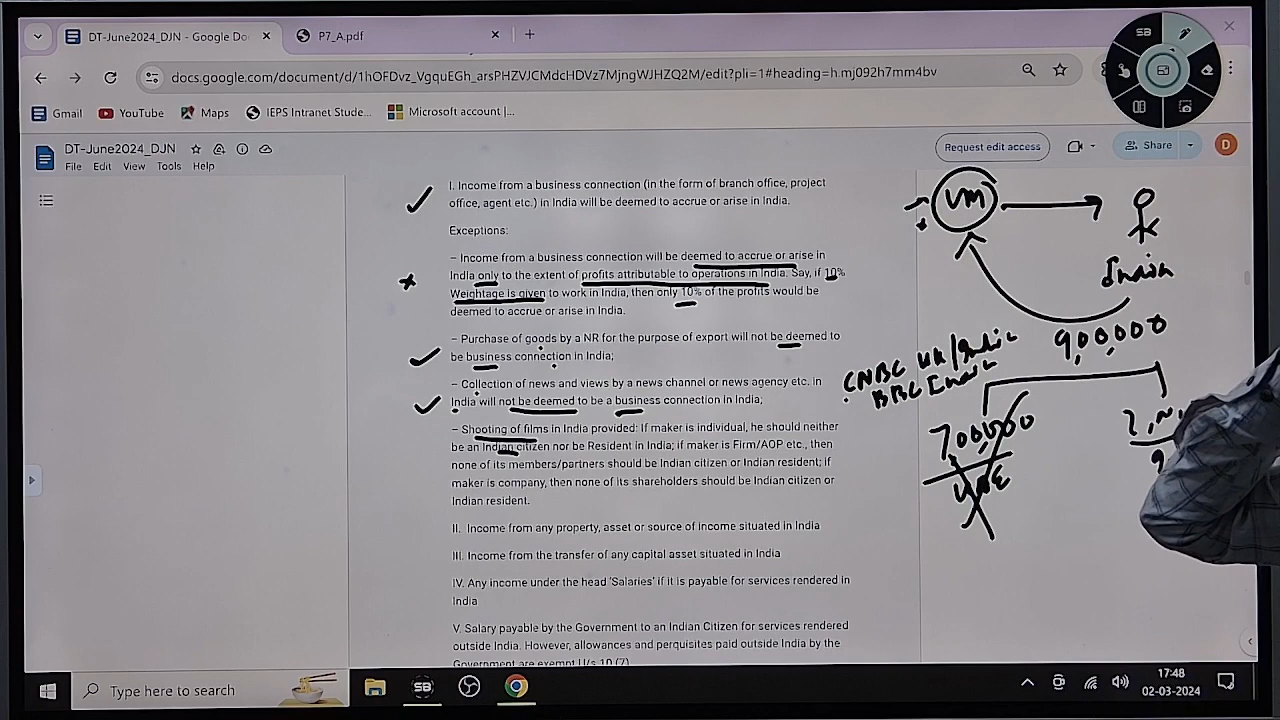 DT-June2024_DJN - Google Do
P7_A.pdf
docs.google.com/document/d/1hOFDvz_VgquEGh_arsPHZVJCMdcHDVz7MjngWJHZQ2M/edit?pli=1#heading=h.mj092h7mm4bv
Gmail YouTube Maps IEPS Intranet Stude... Microsoft account |...
SB
DT-June2024_DJN
File Edit View Tools Help
Request edit access
Share
D
I. Income from a business connection (in the form of branch office, project
office, agent etc.) in India will be deemed to accrue or arise in India.
Exceptions:
– Income from a business connection will be deemed to accrue or arise in
India only to the extent of profits attributable to operations in India. Say, if 10%
Weightage is given to work in India, then only 10% of the profits would be
deemed to accrue or arise in India.
– Purchase of goods by a NR for the purpose of export will not be deemed to
be business connection in India;
– Collection of news and views by a news channel or news agency etc. in
India will not be deemed to be a business connection in India;
– Shooting of films in India provided: If maker is individual, he should neither
be an Indian citizen nor be Resident in India; if maker is Firm/AOP etc., then
none of its members/partners should be Indian citizen or Indian resident; if
maker is company, then none of its shareholders should be Indian citizen or
Indian resident.
II. Income from any property, asset or source of Income situated in India
III. Income from the transfer of any capital asset situated in India
IV. Any income under the head 'Salaries' if it is payable for services rendered in
India
V. Salary payable by the Government to an Indian Citizen for services rendered
outside India. However, allowances and perquisites paid outside India by the
Government are exempt U/s 10 (7)
VM
India
9,00,000
CNBC UK/India
BBC India
700,000
UAE
Type here to search
SB
17:48
02-03-2024